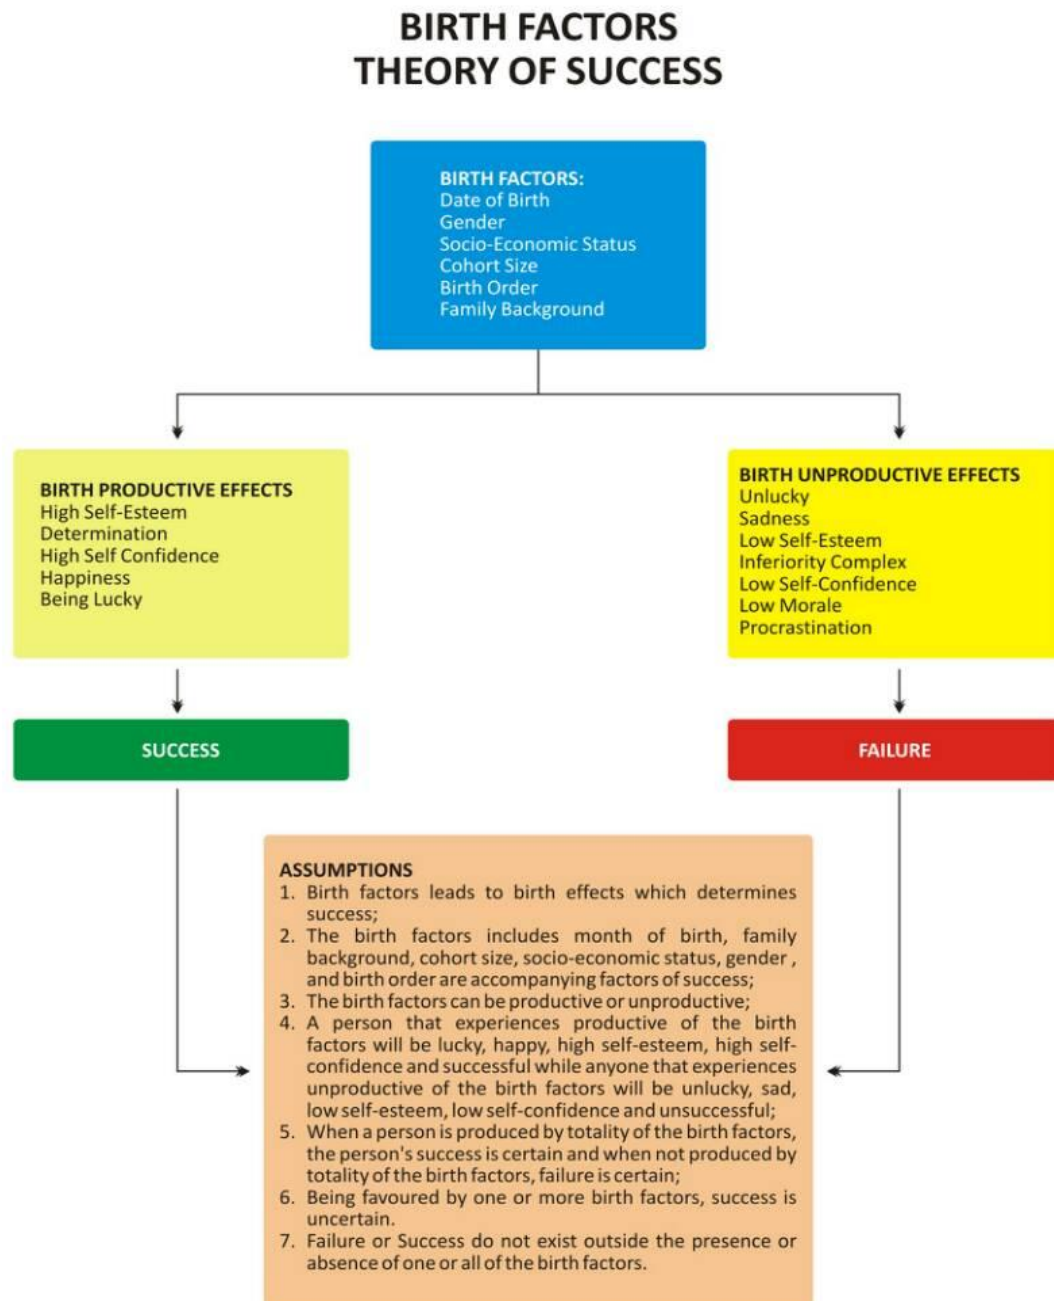 BIRTH FACTORS
THEORY OF SUCCESS
BIRTH FACTORS:
Date of Birth
Gender
Socio-Economic Status
Cohort Size
Birth Order
Family Background
BIRTH PRODUCTIVE EFFECTS
High Self-Esteem
Determination
High Self Confidence
Happiness
Being Lucky
BIRTH UNPRODUCTIVE EFFECTS
Unlucky
Sadness
Low Self-Esteem
Inferiority Complex
Low Self-Confidence
Low Morale
Procrastination
SUCCESS
FAILURE
ASSUMPTIONS
1. Birth factors leads to birth effects which determines
success;
2. The birth factors includes month of birth, family
background, cohort size, socio-economic status, gender ,
and birth order are accompanying factors of success;
3. The birth factors can be productive or unproductive;
4. A person that experiences productive of the birth
factors will be lucky, happy, high self-esteem, high self-
confidence and successful while anyone that experiences
unproductive of the birth factors will be unlucky, sad,
low self-esteem, low self-confidence and unsuccessful;
5. When a person is produced by totality of the birth factors,
the person's success is certain and when not produced by
totality of the birth factors, failure is certain;
6. Being favoured by one or more birth factors, success is
uncertain.
7. Failure or Success do not exist outside the presence or
absence of one or all of the birth factors.